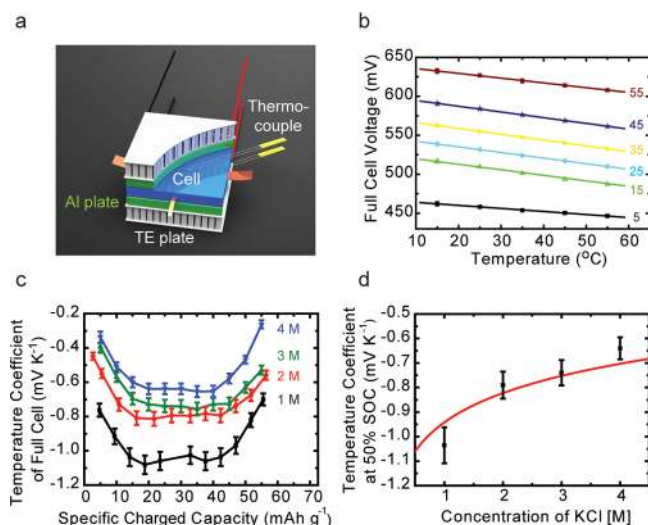 a
Thermo-
couple
Cell
Al plate
TE plate
b
Full Cell Voltage (mV)
650
600
550
500
450
55
45
35
25
15
5
10 20 30 40 50 60
Temperature (°C)
c
Temperature Coefficient
of Full Cell (mV K⁻¹)
-0.2
-0.4
-0.6
-0.8
-1.0
-1.2
4 M
3 M
2 M
1 M
0 10 20 30 40 50 60 70
Specific Charged Capacity (mAh g⁻¹)
d
Temperature Coefficient
at 50% SOC (mV K⁻¹)
-0.5
-0.6
-0.7
-0.8
-0.9
-1.0
-1.1
-1.2
1 2 3 4
Concentration of KCl [M]